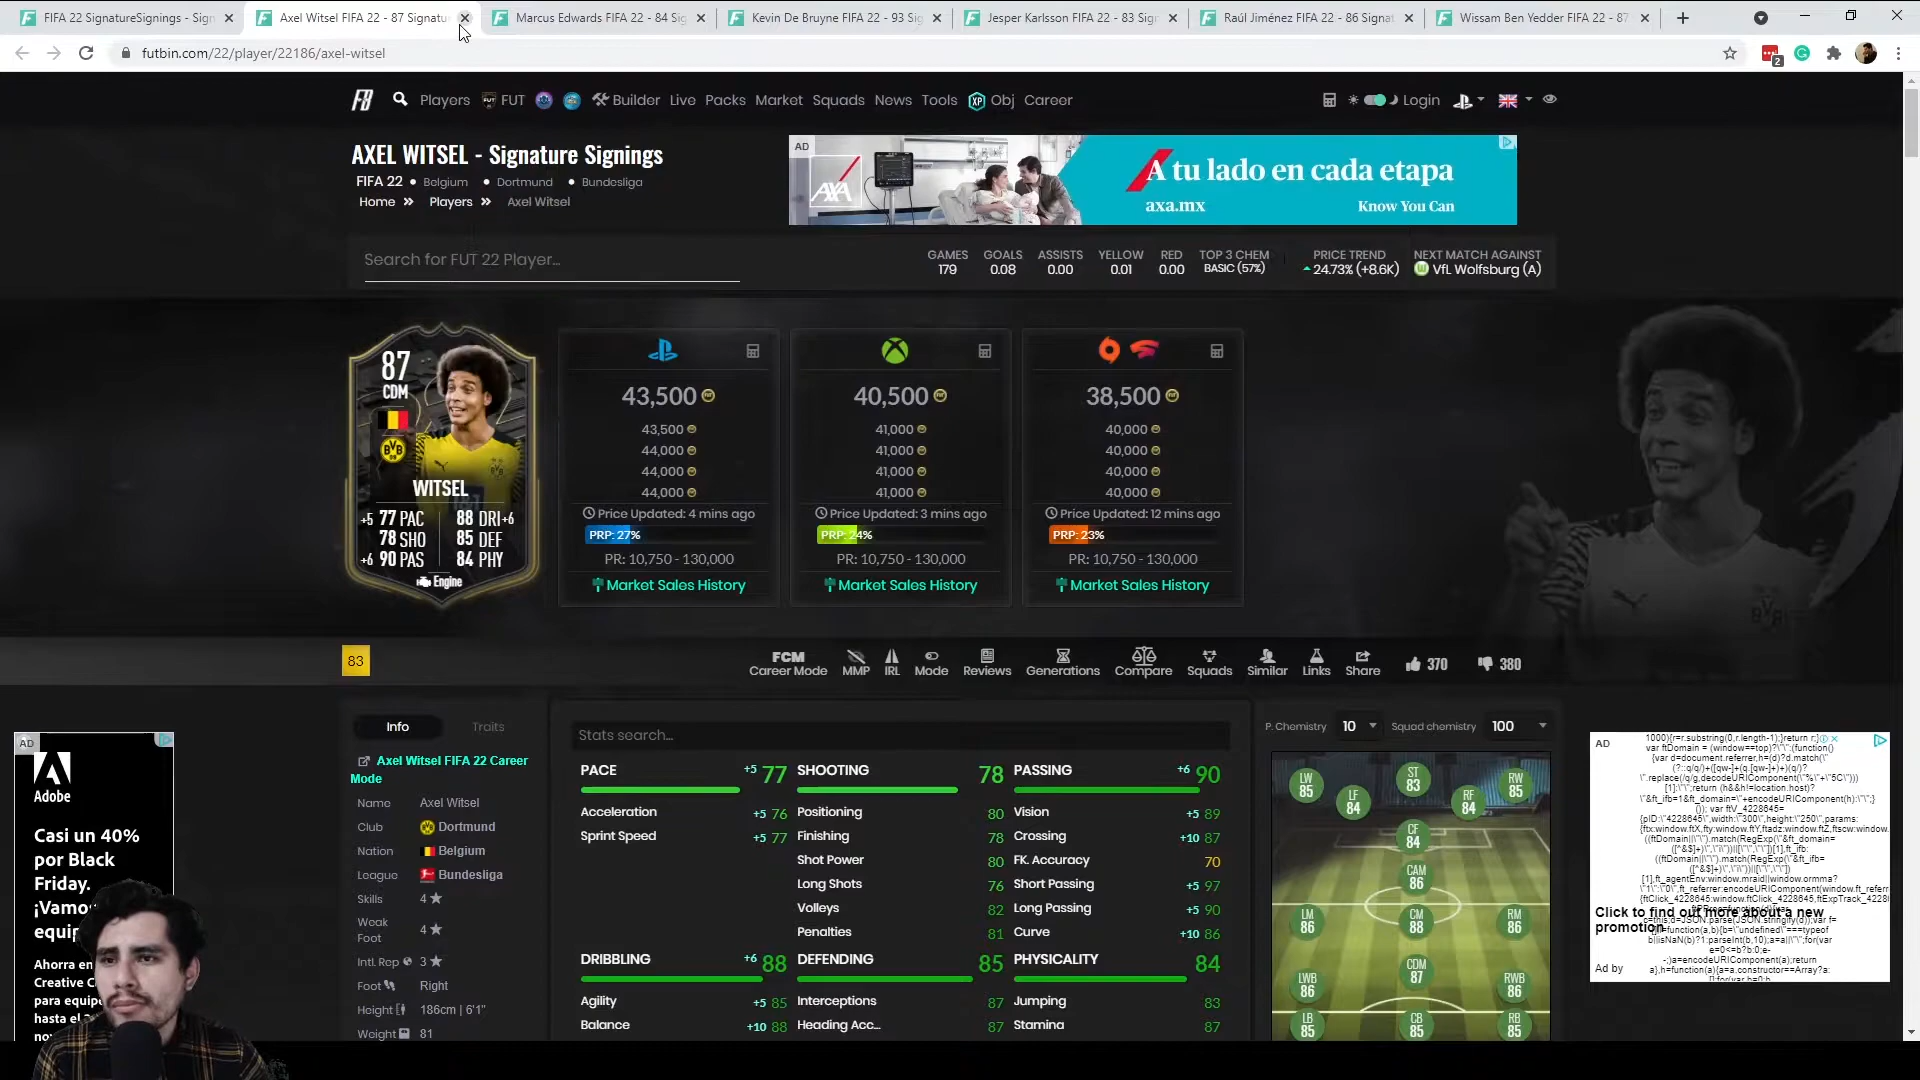 FIFA 22 SignatureSignings - Sign
Axel Witsel FIFA 22 - 87 Signatur
Marcus Edwards FIFA 22 - 84 Sig
Kevin De Bruyne FIFA 22 - 93 Sig
Jesper Karlsson FIFA 22 - 83 Sign
Raúl Jiménez FIFA 22 - 86 Signat
Wissam Ben Yedder FIFA 22 - 87
futbin.com/22/player/22186/axel-witsel
2
Players FUT Builder Live Packs Market Squads News Tools XP Obj Career
Login
AXEL WITSEL - Signature Signings
FIFA 22 • Belgium • Dortmund • Bundesliga
Home » Players » Axel Witsel
AD
AXA
A tu lado en cada etapa
axa.mx
Know You Can
Search for FUT 22 Player...
GAMES GOALS ASSISTS YELLOW RED TOP 3 CHEM PRICE TREND NEXT MATCH AGAINST
179 0.08 0.00 0.01 0.00 BASIC (57%) 24.73% (+8.6K) VfL Wolfsburg (A)
87
CDM
BVB
09
WITSEL
+5 77 PAC 88 DRI +6
78 SHO 85 DEF
+6 90 PAS 84 PHY
Engine
43,500
43,500
44,000
44,000
44,000
Price Updated: 4 mins ago
PRP: 27%
PR: 10,750 - 130,000
Market Sales History
40,500
41,000
41,000
41,000
41,000
Price Updated: 3 mins ago
PRP: 24%
PR: 10,750 - 130,000
Market Sales History
38,500
40,000
40,000
40,000
40,000
Price Updated: 12 mins ago
PRP: 23%
PR: 10,750 - 130,000
Market Sales History
83
FCM
Career Mode MMP IRL Mode Reviews Generations Compare Squads Similar Links Share
370 380
Info Traits
Axel Witsel FIFA 22 Career
Mode
Name Axel Witsel
Club Dortmund
Nation Belgium
League Bundesliga
Skills 4
Weak
Foot 4
Intl. Rep 3
Foot Right
Height 186cm | 6'1"
Weight 81
Stats search...
PACE +5 77
Acceleration +5 76
Sprint Speed +5 77
SHOOTING 78
Positioning 80
Finishing 78
Shot Power 80
Long Shots 76
Volleys 82
Penalties 81
PASSING +6 90
Vision +5 89
Crossing +10 87
FK. Accuracy 70
Short Passing +5 97
Long Passing +5 90
Curve +10 86
DRIBBLING +6 88
Agility +5 85
Balance +10 88
DEFENDING 85
Interceptions 87
Heading Acc... 87
PHYSICALITY 84
Jumping 83
Stamina 87
P. Chemistry 10 Squad chemistry 100
LW
85
ST
83
RW
85
LF
84
RF
84
CF
84
CAM
86
LM
86
CM
88
RM
86
LWB
86
CDM
87
RWB
86
LB
85
CB
85
RB
85
AD
Adobe
Casi un 40%
por Black
Friday.
Ahorra en
Creative C
para equip
AD
Click to find out more about a new
promotion
Ad by